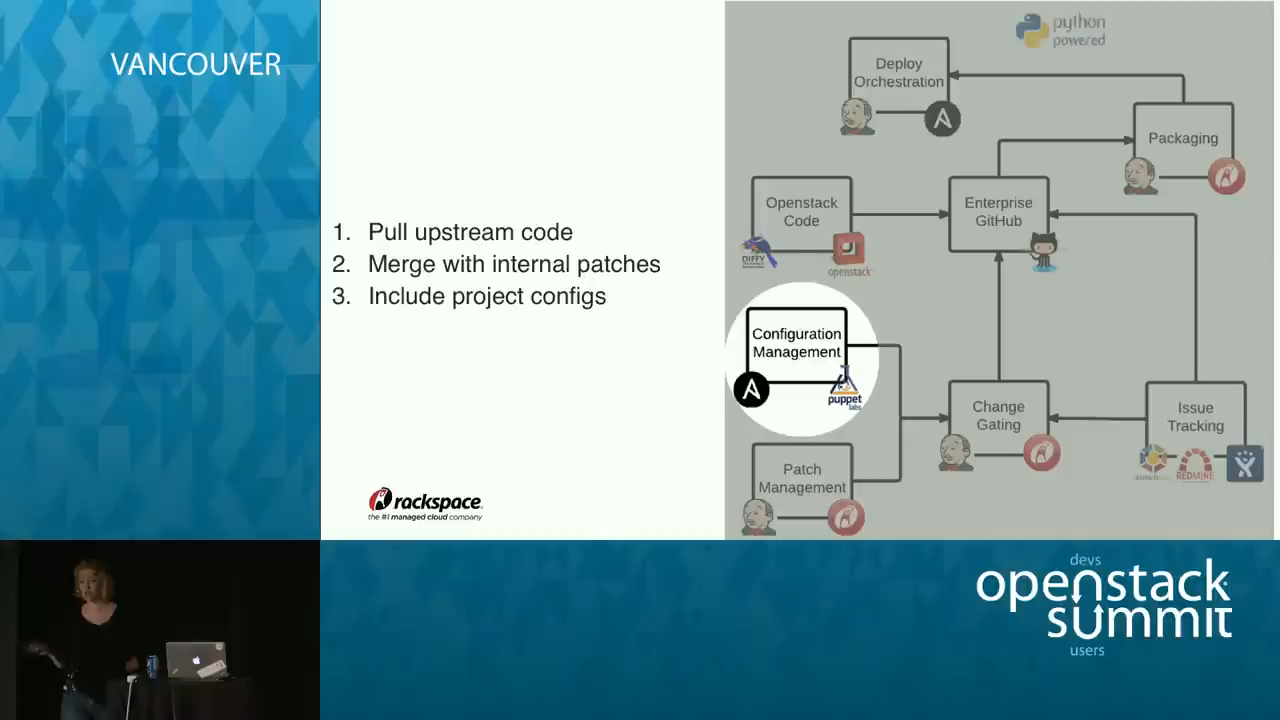 VANCOUVER
1. Pull upstream code
2. Merge with internal patches
3. Include project configs
rackspace
the #1 managed cloud company
python
powered
Deploy
Orchestration
Packaging
Openstack
Code
DIFFY
openstack
Enterprise
GitHub
Configuration
Management
puppet
labs
Change
Gating
Issue
Tracking
REDMINE
Patch
Management
devs
openstack
summit
users